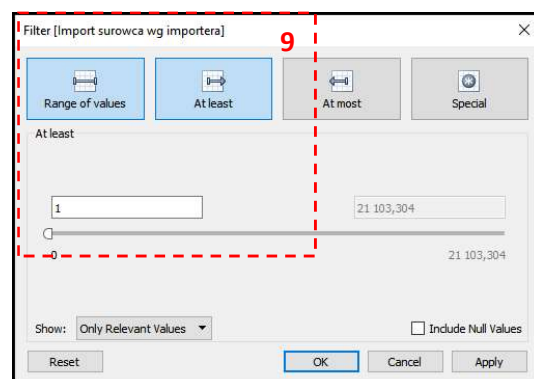 Filter [Import surowca wg importera]
9
Range of values
At least
At most
Special
At least
1
21 103,304
0
21 103,304
Show: Only Relevant Values
Include Null Values
Reset
OK
Cancel
Apply